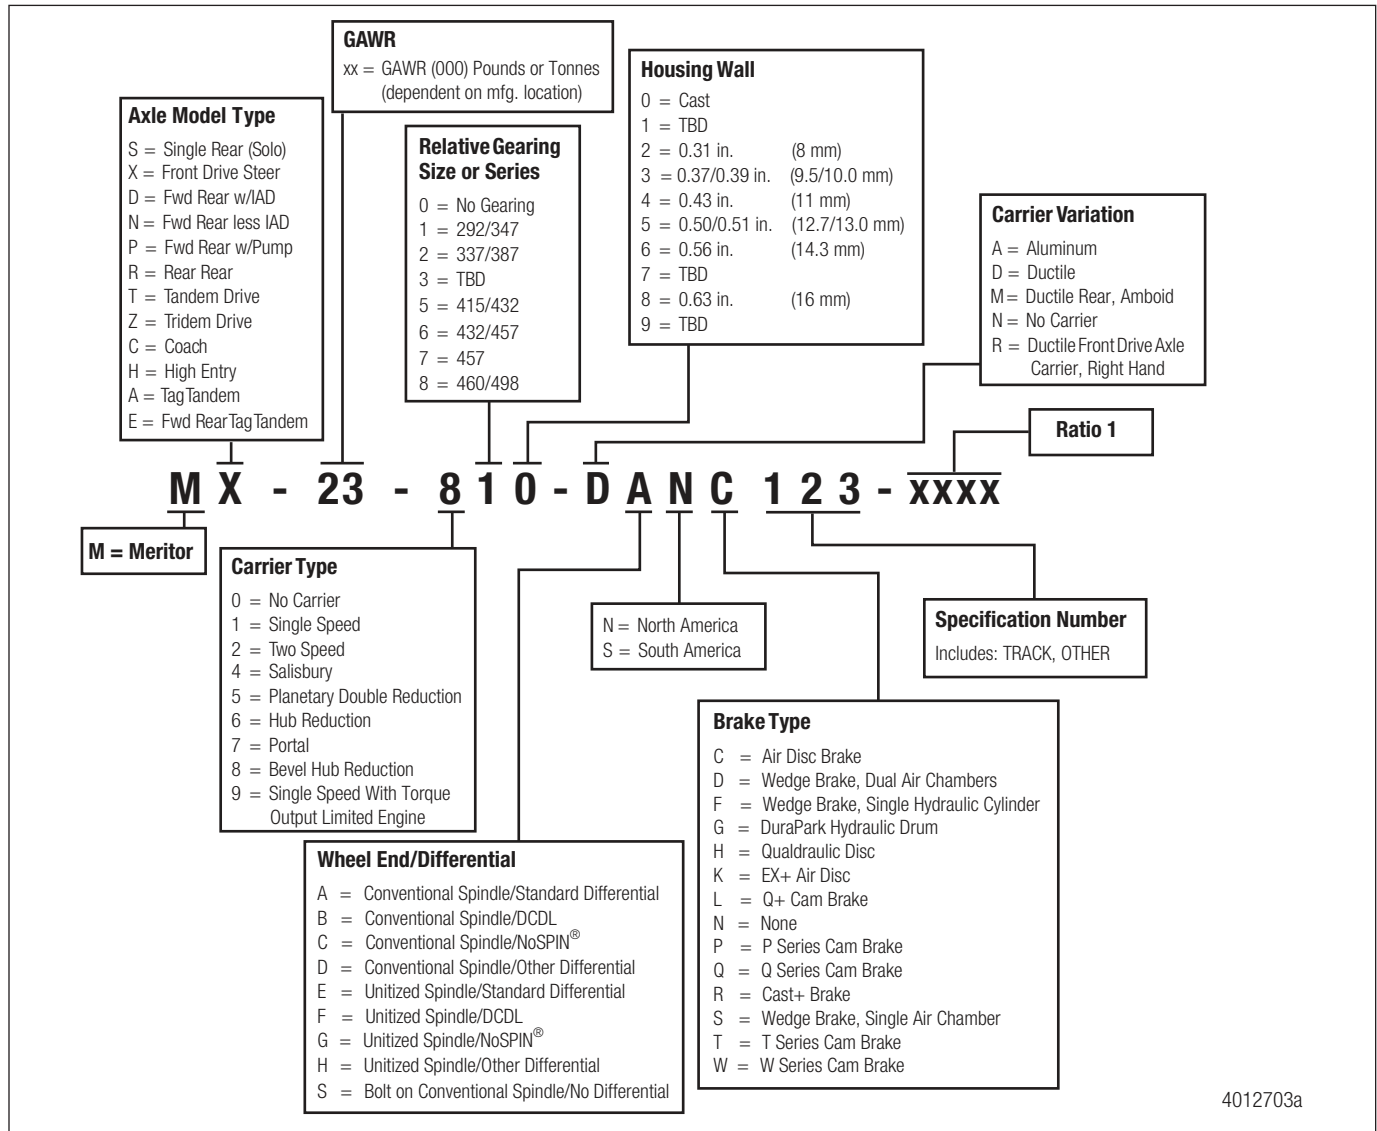 GAWR
xx = GAWR (000) Pounds or Tonnes
(dependent on mfg. location)
Housing Wall
0 = Cast
1 = TBD
2 = 0.31 in. (8 mm)
3 = 0.37/0.39 in. (9.5/10.0 mm)
4 = 0.43 in. (11 mm)
5 = 0.50/0.51 in. (12.7/13.0 mm)
6 = 0.56 in. (14.3 mm)
7 = TBD
8 = 0.63 in. (16 mm)
9 = TBD
Axle Model Type
S = Single Rear (Solo)
X = Front Drive Steer
D = Fwd Rear w/IAD
N = Fwd Rear less IAD
P = Fwd Rear w/Pump
R = Rear Rear
T = Tandem Drive
Z = Tridem Drive
C = Coach
H = High Entry
A = Tag Tandem
E = Fwd Rear Tag Tandem
Relative Gearing
Size or Series
0 = No Gearing
1 = 292/347
2 = 337/387
3 = TBD
5 = 415/432
6 = 432/457
7 = 457
8 = 460/498
Carrier Variation
A = Aluminum
D = Ductile
M = Ductile Rear, Amboid
N = No Carrier
R = Ductile Front Drive Axle
Carrier, Right Hand
Ratio 1
M X - 23 - 8 1 0 - D A N C 1 2 3 - xxxx
M = Meritor
Carrier Type
0 = No Carrier
1 = Single Speed
2 = Two Speed
4 = Salisbury
5 = Planetary Double Reduction
6 = Hub Reduction
7 = Portal
8 = Bevel Hub Reduction
9 = Single Speed With Torque
Output Limited Engine
N = North America
S = South America
Specification Number
Includes: TRACK, OTHER
Brake Type
C = Air Disc Brake
D = Wedge Brake, Dual Air Chambers
F = Wedge Brake, Single Hydraulic Cylinder
G = DuraPark Hydraulic Drum
H = Qualdraulic Disc
K = EX+ Air Disc
L = Q+ Cam Brake
N = None
P = P Series Cam Brake
Q = Q Series Cam Brake
R = Cast+ Brake
S = Wedge Brake, Single Air Chamber
T = T Series Cam Brake
W = W Series Cam Brake
Wheel End/Differential
A = Conventional Spindle/Standard Differential
B = Conventional Spindle/DCDL
C = Conventional Spindle/NoSPIN®
D = Conventional Spindle/Other Differential
E = Unitized Spindle/Standard Differential
F = Unitized Spindle/DCDL
G = Unitized Spindle/NoSPIN®
H = Unitized Spindle/Other Differential
S = Bolt on Conventional Spindle/No Differential
4012703a